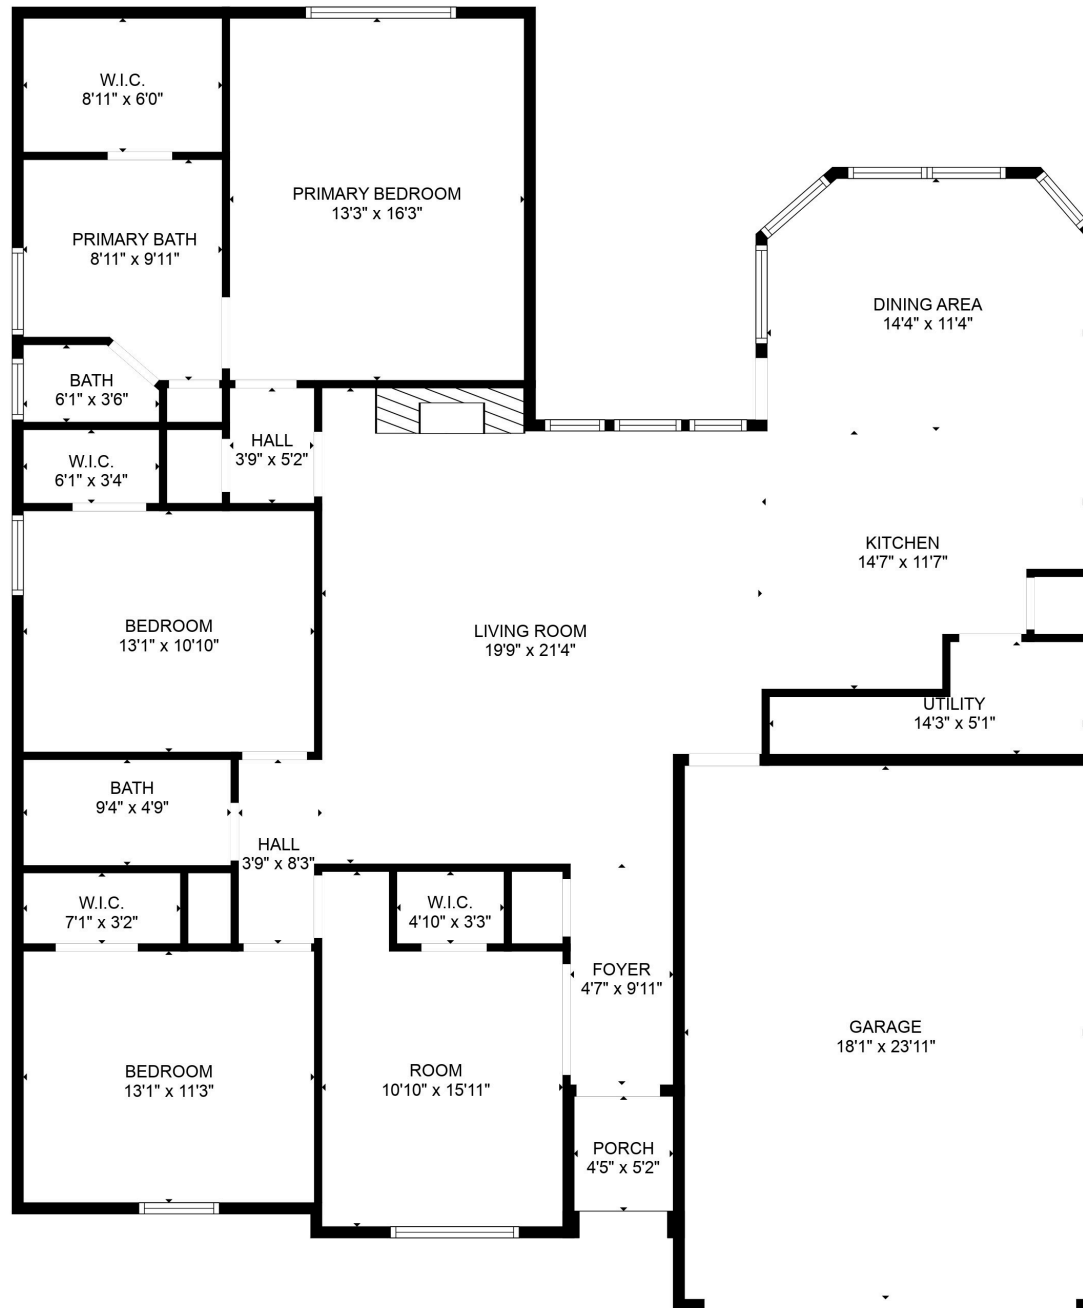 W.I.C.
8'11" x 6'0"
PRIMARY BEDROOM
13'3" x 16'3"
PRIMARY BATH
8'11" x 9'11"
DINING AREA
14'4" x 11'4"
BATH
6'1" x 3'6"
HALL
3'9" x 5'2"
W.I.C.
6'1" x 3'4"
KITCHEN
14'7" x 11'7"
BEDROOM
13'1" x 10'10"
LIVING ROOM
19'9" x 21'4"
UTILITY
14'3" x 5'1"
BATH
9'4" x 4'9"
HALL
3'9" x 8'3"
W.I.C.
7'1" x 3'2"
W.I.C.
4'10" x 3'3"
FOYER
4'7" x 9'11"
GARAGE
18'1" x 23'11"
BEDROOM
13'1" x 11'3"
ROOM
10'10" x 15'11"
PORCH
4'5" x 5'2"